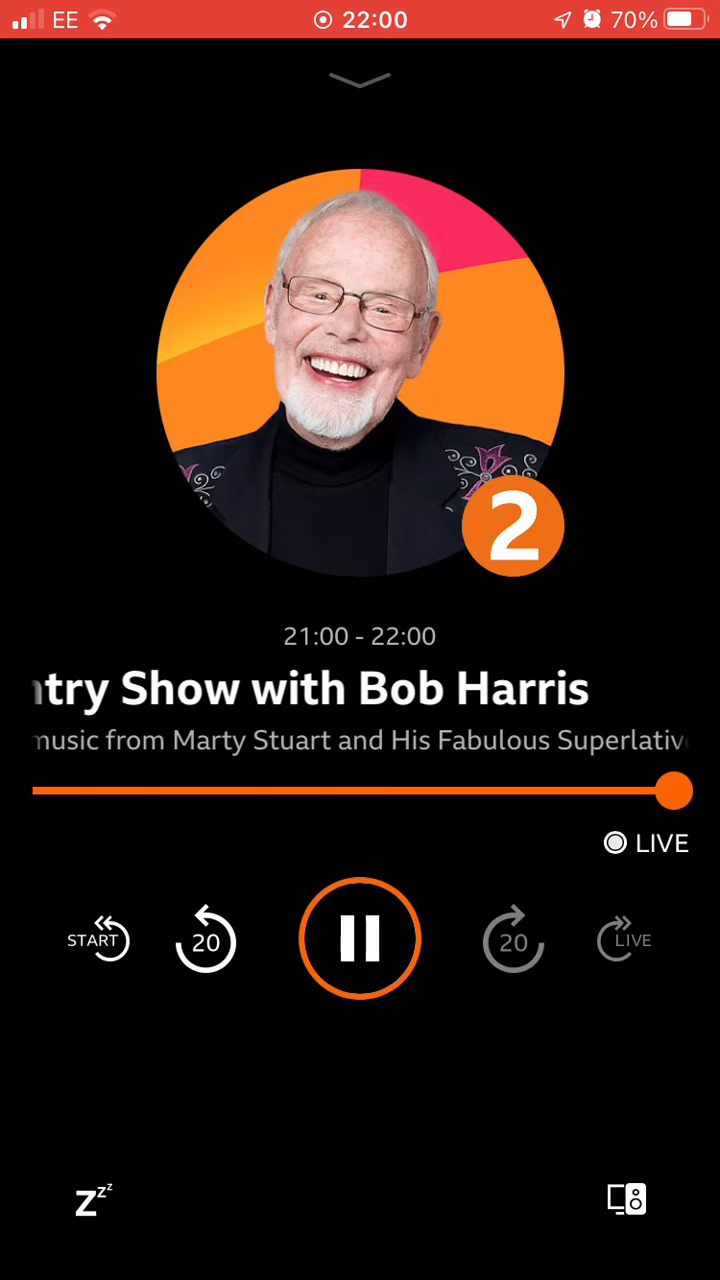 EE 22:00 70%
2
21:00 - 22:00
ntry Show with Bob Harris
music from Marty Stuart and His Fabulous Superlativ
LIVE
START 20 20 LIVE
Zzz